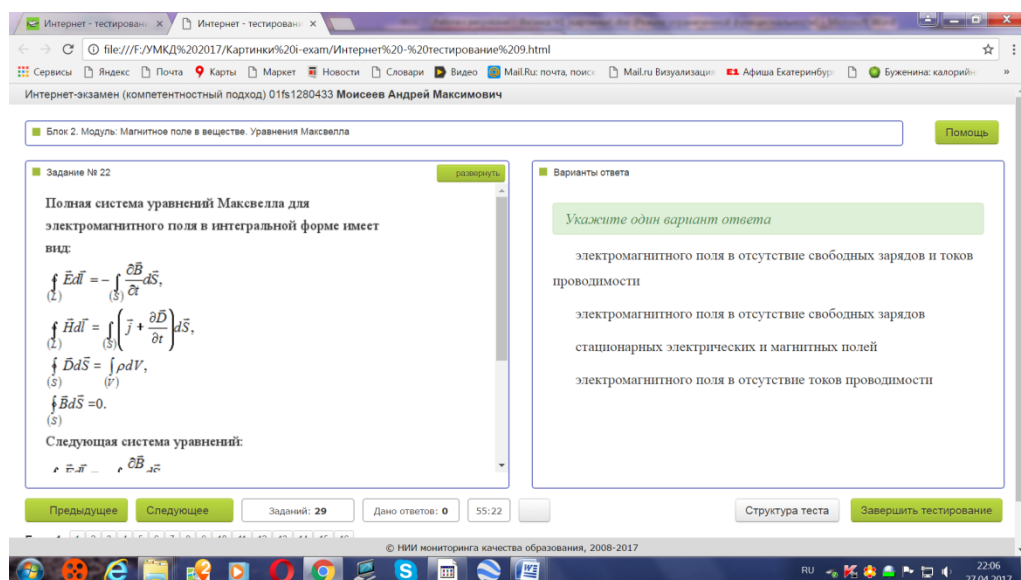 Интернет - тестировани
Интернет - тестировани
file:///F:/УМКД%202017/Картинки%20i-exam/Интернет%20-%20тестирование%209.html
Сервисы Яндекс Почта Карты Маркет Новости Словари Видео Mail.Ru: почта, поиск Mail.ru Визуализация Афиша Екатеринбур Буженина: калорийн »
Интернет-экзамен (компетентностный подход) 01fs1280433 Моисеев Андрей Максимович
Блок 2. Модуль: Магнитное поле в веществе. Уравнения Максвелла
Помощь
Задание № 22
развернуть
Полная система уравнений Максвелла для
электромагнитного поля в интегральной форме имеет
вид:
∮(L) E⃗dl⃗ = −∫(S) ∂B⃗/∂t dS⃗,
∮(L) H⃗dl⃗ = ∫(S) (j⃗ + ∂D⃗/∂t) dS⃗,
∮(S) D⃗dS⃗ = ∫(V) ρdV,
∮(S) B⃗dS⃗ =0.
Следующая система уравнений:
Варианты ответа
Укажите один вариант ответа
электромагнитного поля в отсутствие свободных зарядов и токов
проводимости
электромагнитного поля в отсутствие свободных зарядов
стационарных электрических и магнитных полей
электромагнитного поля в отсутствие токов проводимости
Предыдущее Следующее Заданий: 29 Дано ответов: 0 55:22 Структура теста Завершить тестирование
© НИИ мониторинга качества образования, 2008-2017
RU 22:06
27.04.2017